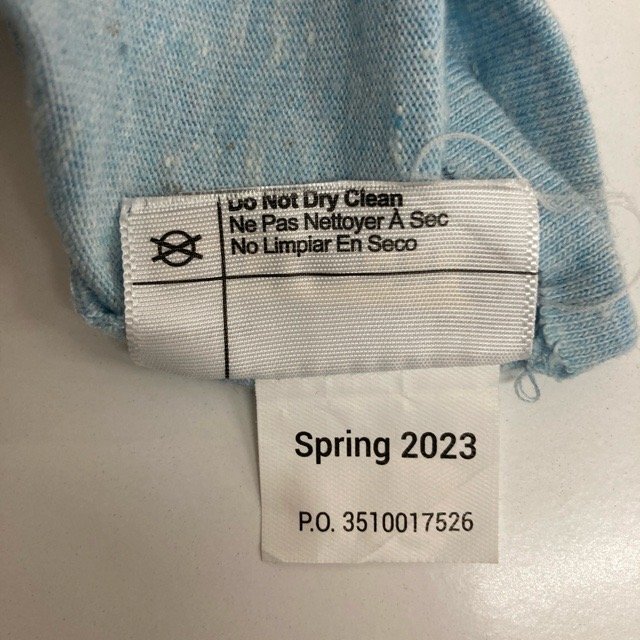 Do Not Dry Clean
Ne Pas Nettoyer À Sec
No Limpiar En Seco
Spring 2023
P.O. 3510017526